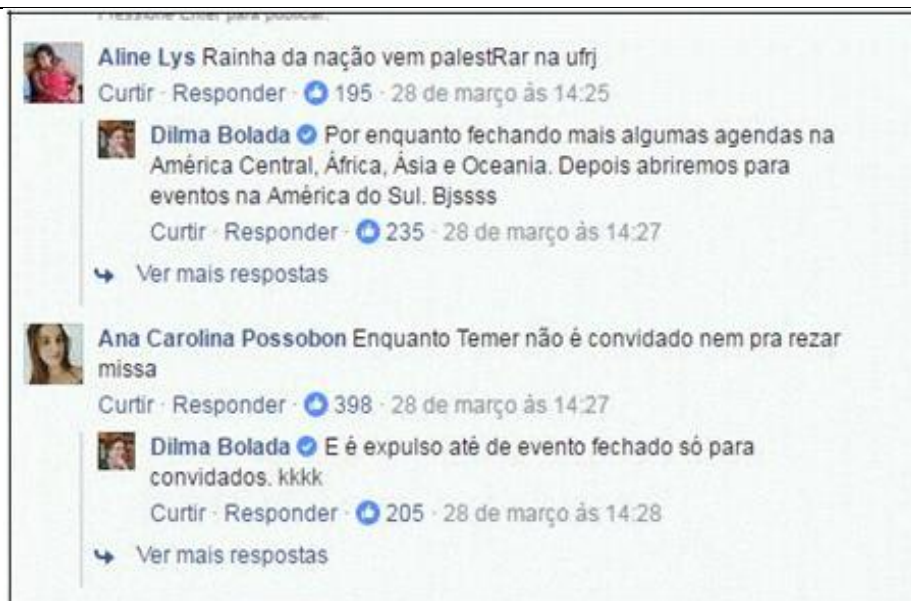 Pressione Enter para publicar.
Aline Lys Rainha da nação vem palestRar na ufrj
Curtir · Responder · 195 · 28 de março às 14:25
Dilma Bolada Por enquanto fechando mais algumas agendas na
América Central, África, Ásia e Oceania. Depois abriremos para
eventos na América do Sul. Bjssss
Curtir · Responder · 235 · 28 de março às 14:27
Ver mais respostas
Ana Carolina Possobon Enquanto Temer não é convidado nem pra rezar
missa
Curtir · Responder · 398 · 28 de março às 14:27
Dilma Bolada E é expulso até de evento fechado só para
convidados. kkkk
Curtir · Responder · 205 · 28 de março às 14:28
Ver mais respostas